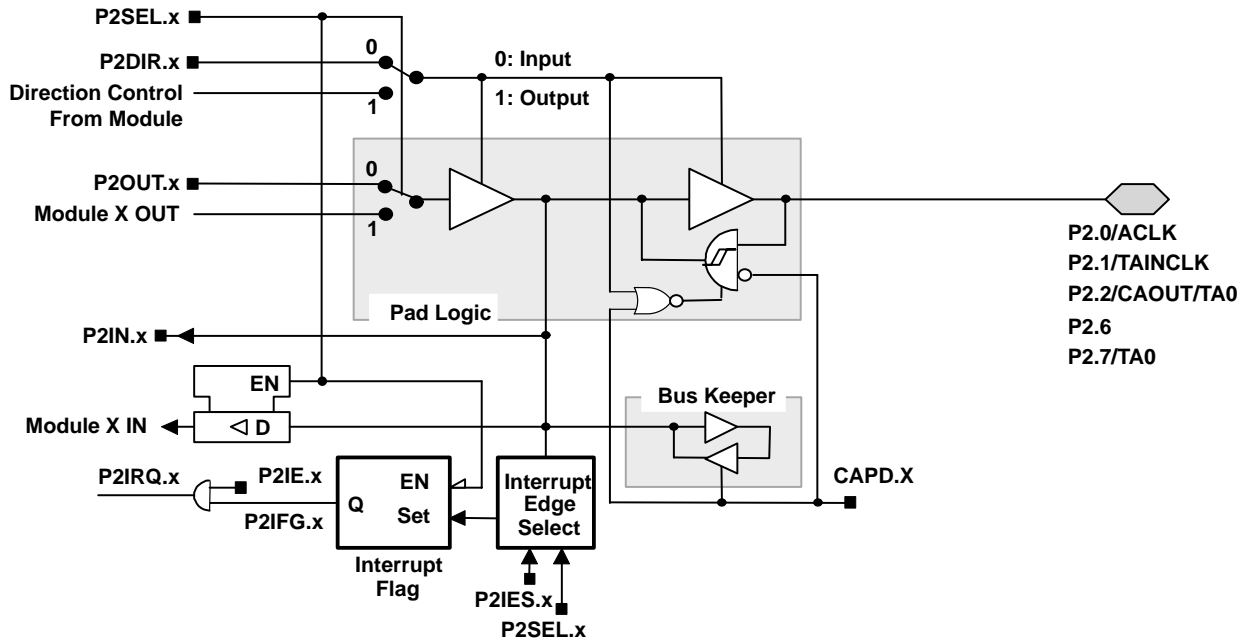 P2SEL.x
P2DIR.x
0
0: Input
Direction Control
From Module
1
1: Output
P2OUT.x
0
Module X OUT
1
P2.0/ACLK
P2.1/TAINCLK
P2.2/CAOUT/TA0
P2.6
P2.7/TA0
Pad Logic
P2IN.x
EN
Bus Keeper
Module X IN
D
P2IRQ.x
P2IE.x
P2IFG.x
Q
EN
Set
Interrupt
Edge
Select
CAPD.X
Interrupt
Flag
P2IES.x
P2SEL.x